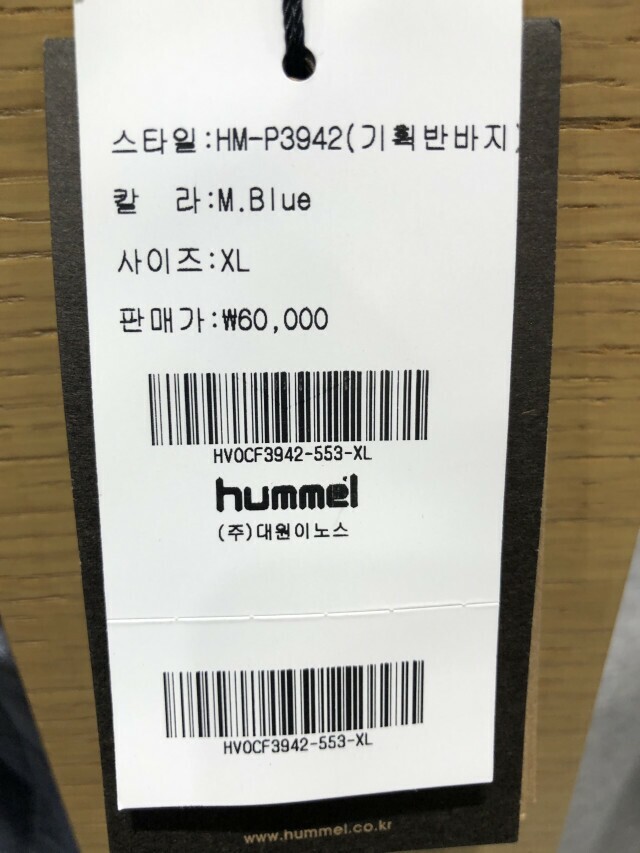 스타일:HM-P3942(기획반바지)
칼 라:M.Blue
사이즈:XL
판매가:₩60,000
HVOCF3942-553-XL
hummel
(주)대원이노스
HVOCF3942-553-XL
www.hummel.co.kr